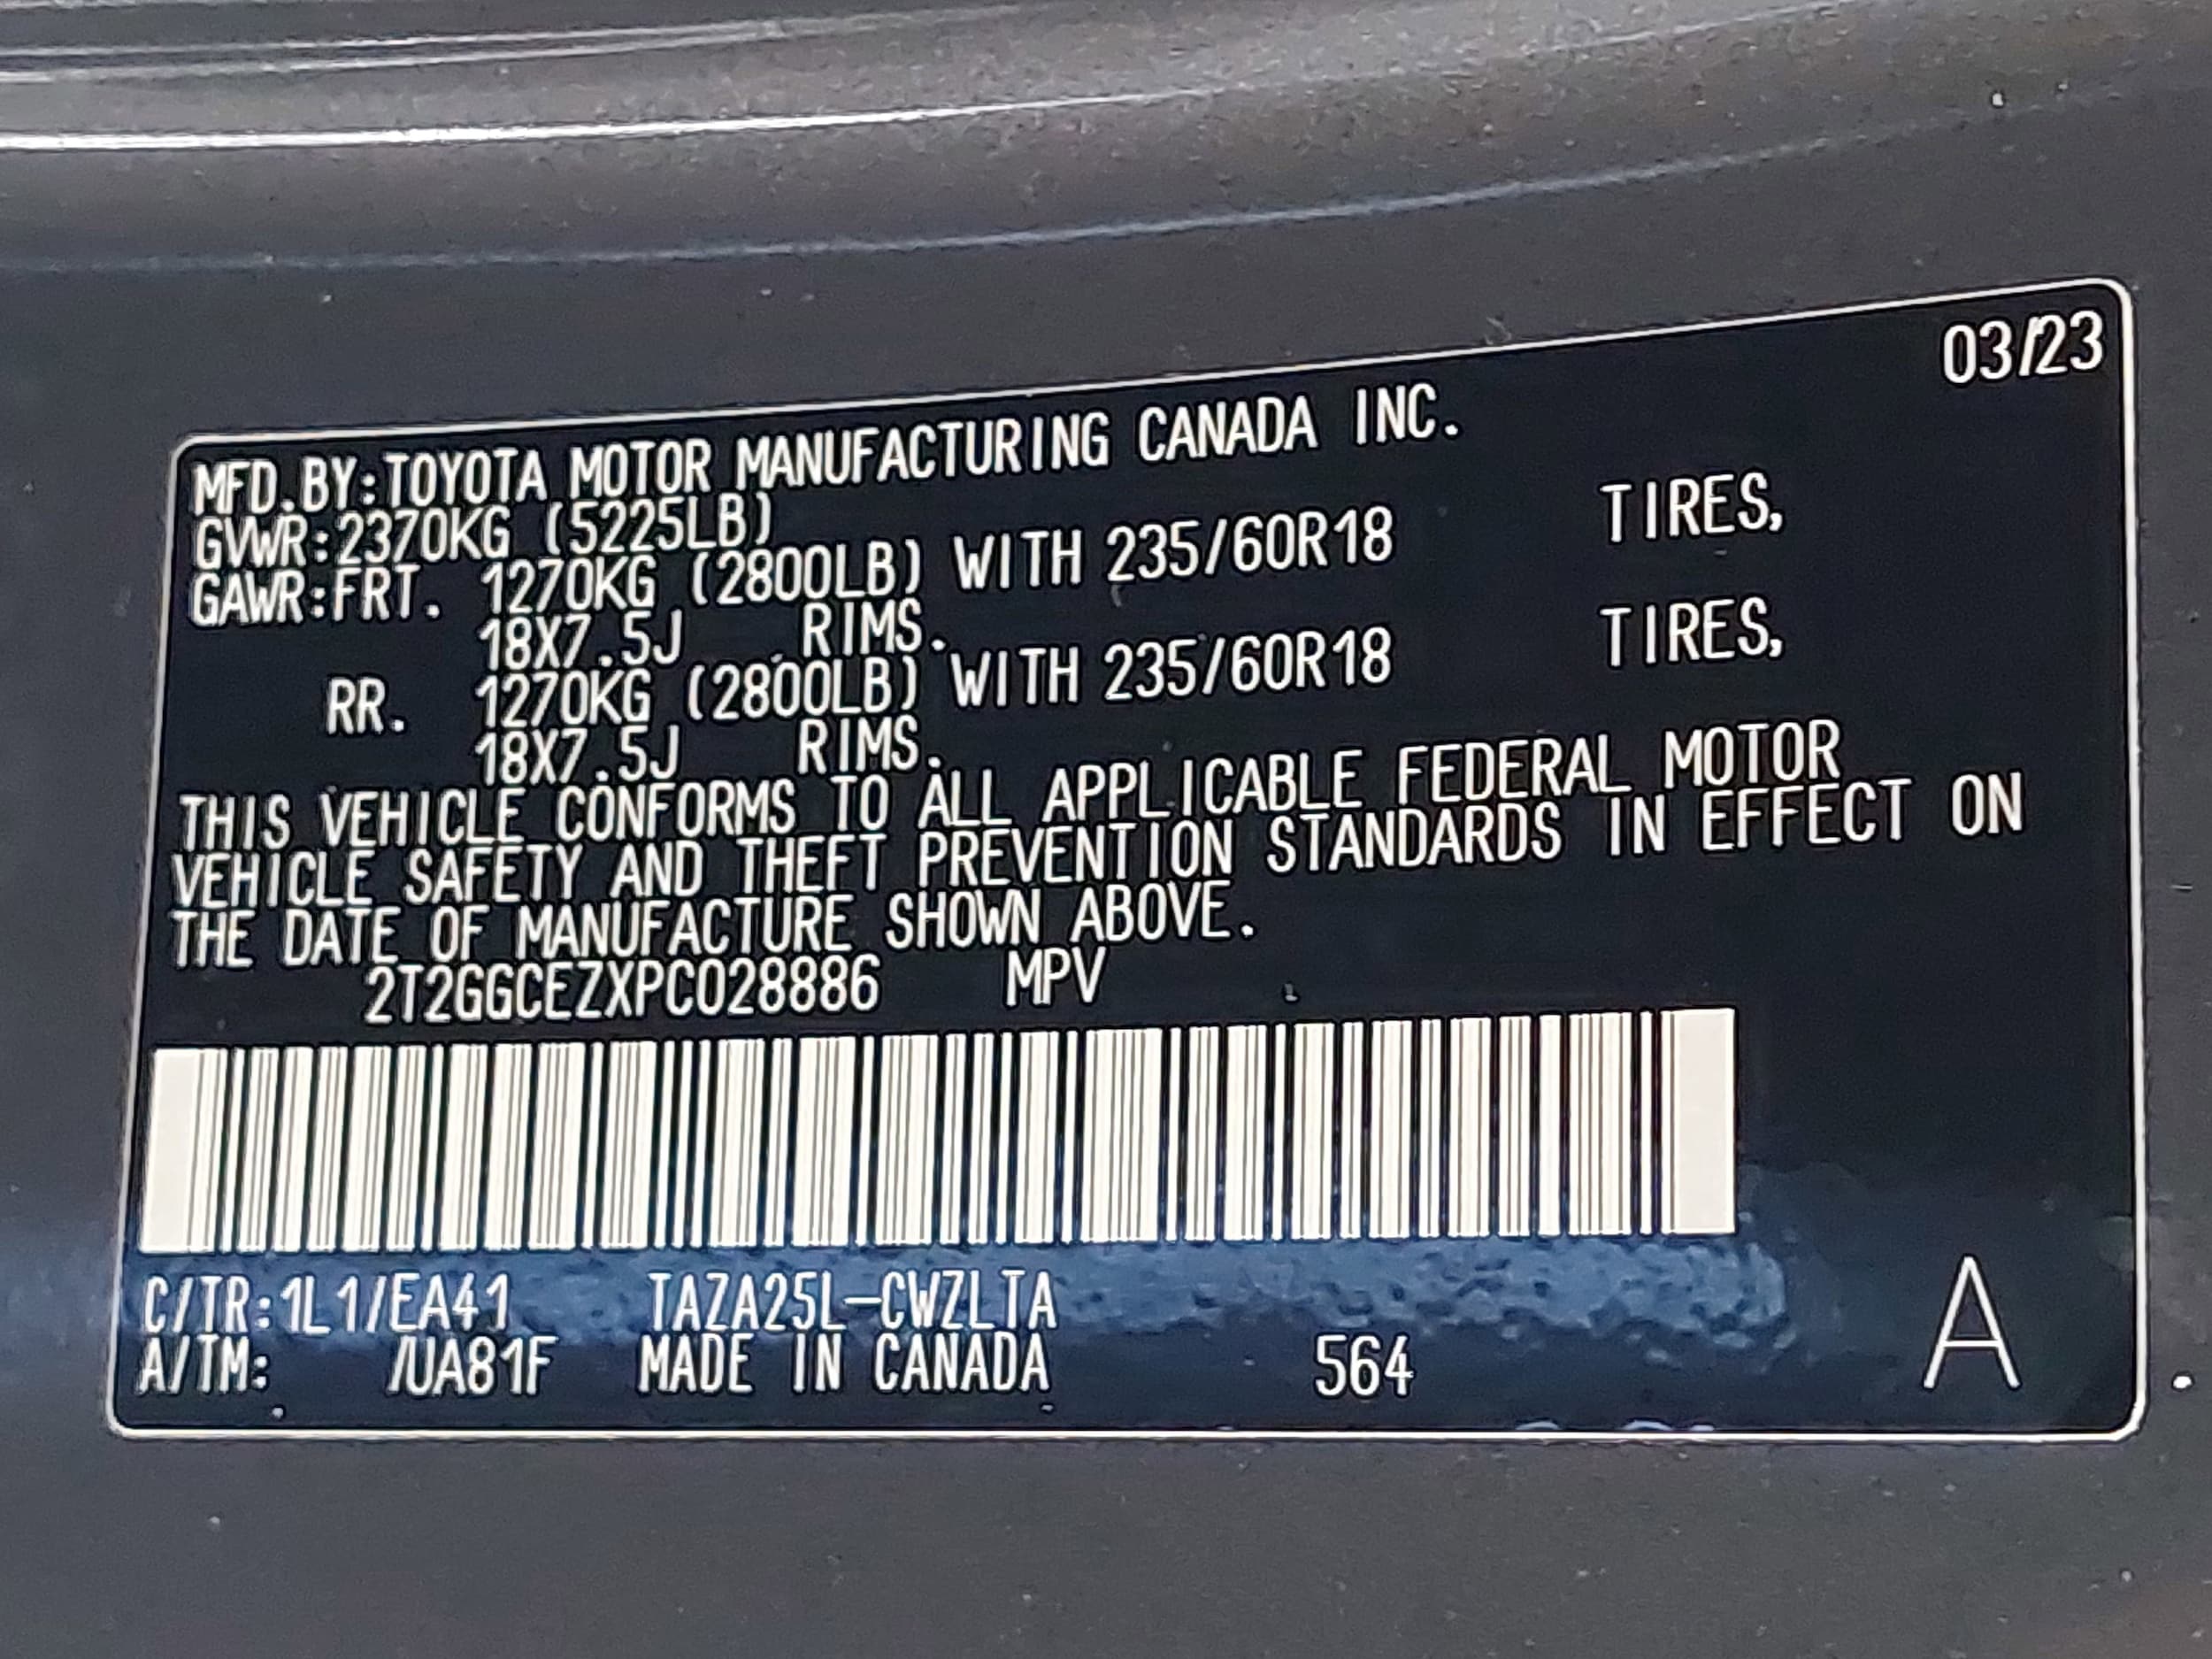 03/23
MFD.BY:TOYOTA MOTOR MANUFACTURING CANADA INC.
GVWR:2370KG (5225LB)
GAWR:FRT. 1270KG (2800LB) WITH 235/60R18 TIRES,
18X7.5J RIMS.
RR. 1270KG (2800LB) WITH 235/60R18 TIRES,
18X7.5J RIMS.
THIS VEHICLE CONFORMS TO ALL APPLICABLE FEDERAL MOTOR
VEHICLE SAFETY AND THEFT PREVENTION STANDARDS IN EFFECT ON
THE DATE OF MANUFACTURE SHOWN ABOVE.
2T2GGCEZXPC028886 MPV
C/TR:1L1/EA41 TAZA25L-CWZLTA
A/TM: /UA81F MADE IN CANADA 564 A